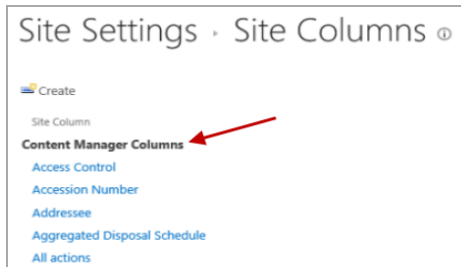 Site Settings › Site Columns ⓘ
Create
Site Column
Content Manager Columns
Access Control
Accession Number
Addressee
Aggregated Disposal Schedule
All actions